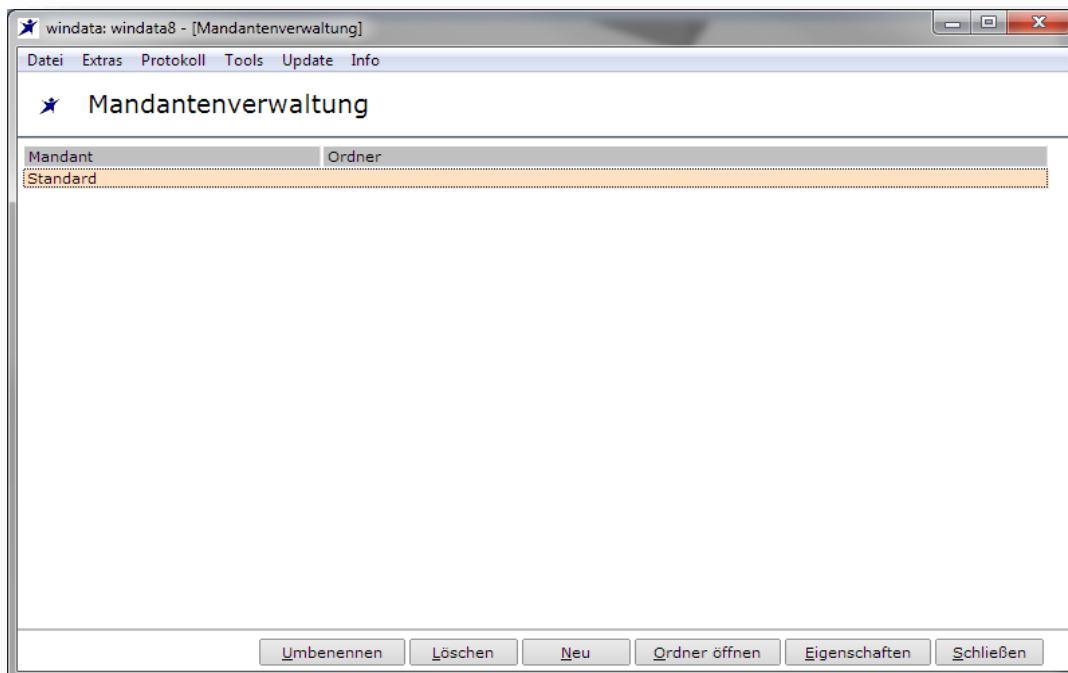 windata: windata8 - [Mandantenverwaltung]
Datei Extras Protokoll Tools Update Info
Mandantenverwaltung
Mandant Ordner
Standard
Umbenennen Löschen Neu Ordner öffnen Eigenschaften Schließen